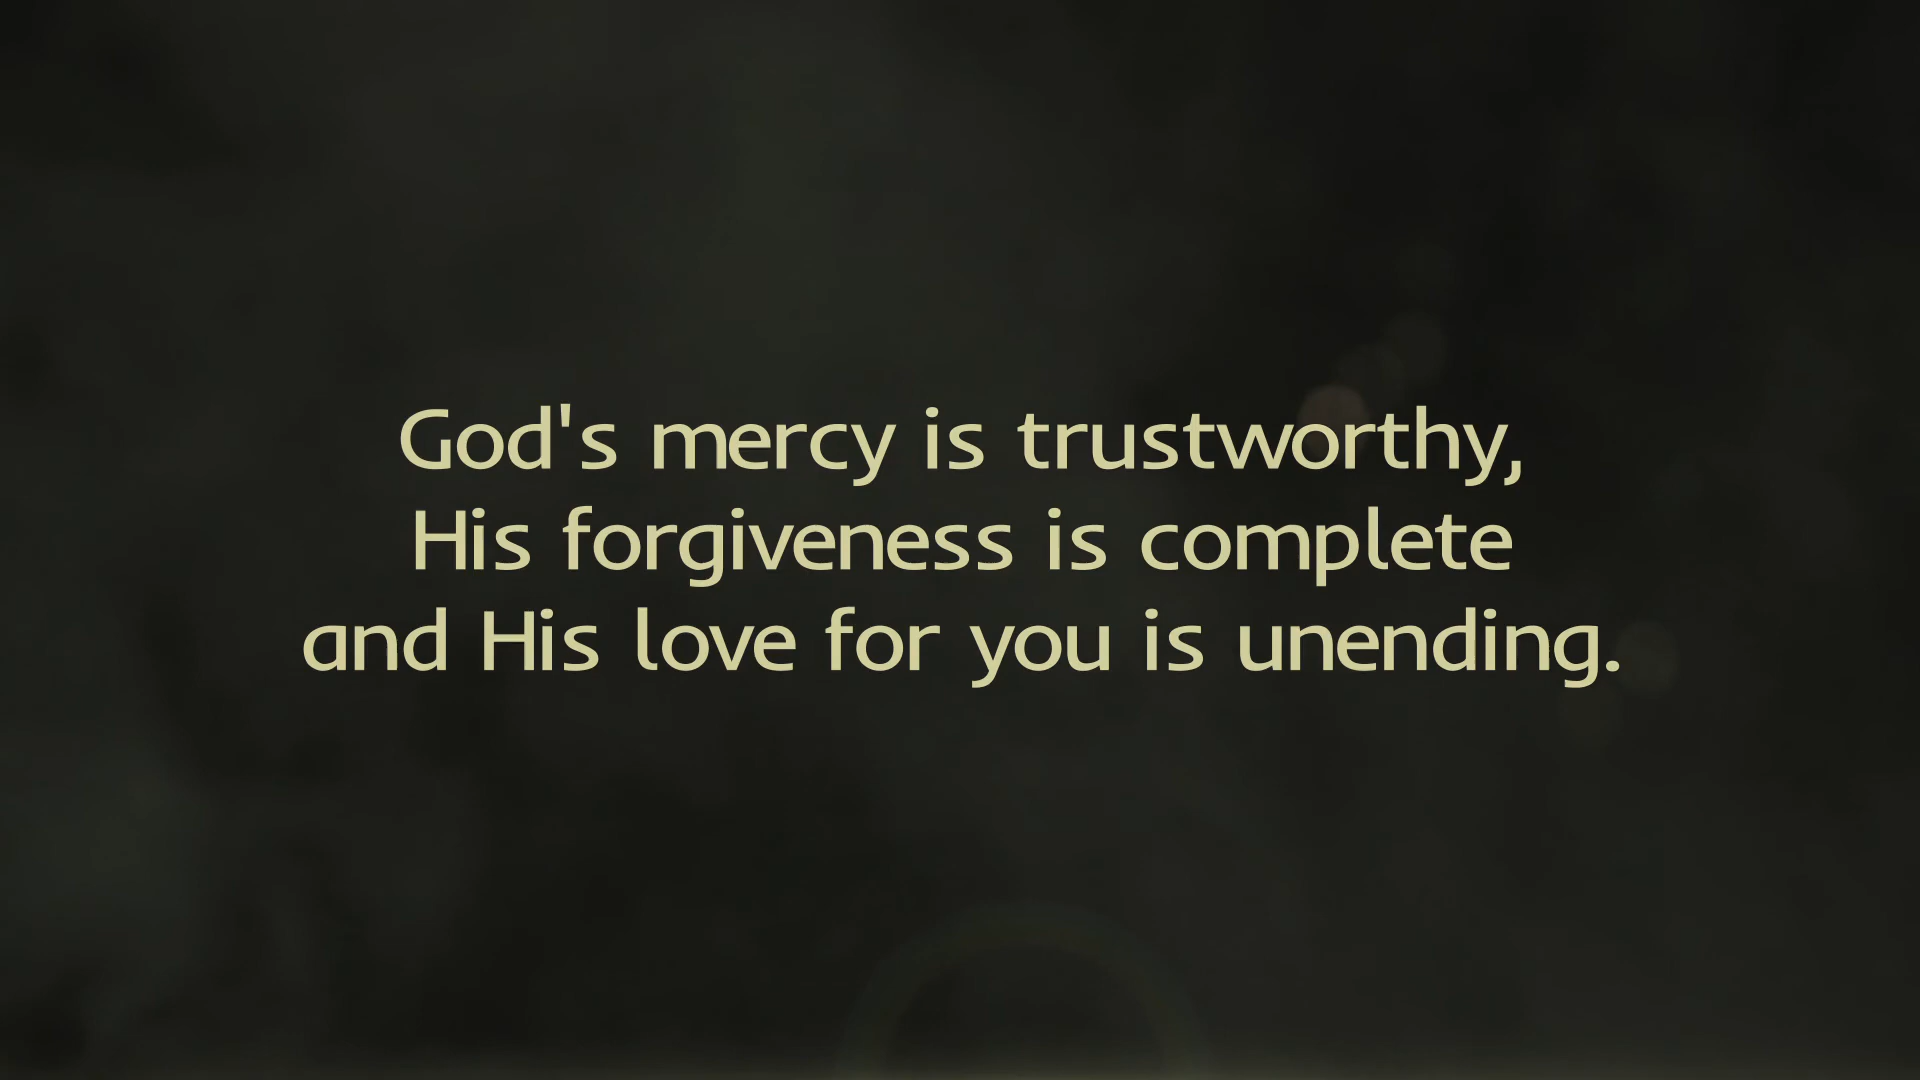 God's mercy is trustworthy,
His forgiveness is complete
and His love for you is unending.